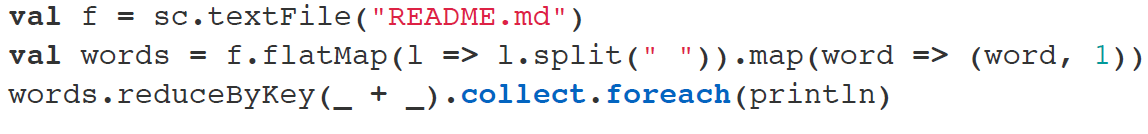 val f = sc.textFile("README.md")
val words = f.flatMap(l => l.split(" ")).map(word => (word, 1))
words.reduceByKey(_ + _).collect.foreach(println)